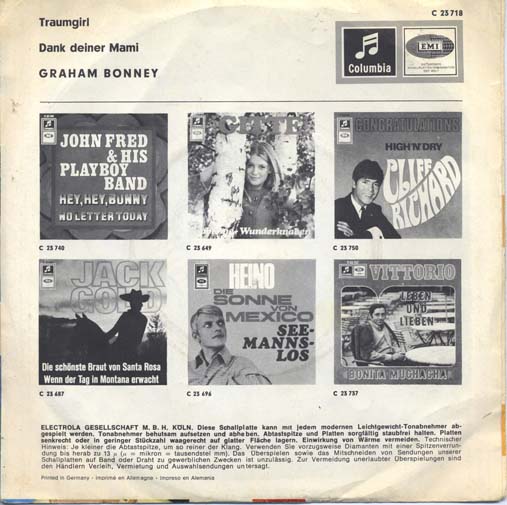 Traumgirl
Dank deiner Mami
GRAHAM BONNEY
C 23 718
Columbia
EMI
JOHN FRED
& HIS
PLAYBOY
BAND
HEY, HEY, BUNNY
NO LETTER TODAY
C 23 740
GITTE
Wunderknaben
C 23 649
CONGRATULATIONS
HIGH'N'DRY
CLIFF
RICHARD
C 23 750
JACK
GOLD
Die schönste Braut von Santa Rosa
Wenn der Tag in Montana erwacht
C 23 687
HEINO
DIE
SONNE
VON
MEXICO
SEE-
MANNS-
LOS
C 23 696
VITTORIO
LEBEN
UND
LIEBEN
BONITA MUCHACHA
C 23 737
ELECTROLA GESELLSCHAFT M. B. H. KÖLN. Diese Schallplatte kann mit jedem modernen Leichtgewicht-Tonabnehmer ab-
gespielt werden. Tonabnehmer behutsam aufsetzen und abheben. Abtastspitze und Platten sorgfältig staubfrei halten. Platten
senkrecht oder in geringer Stückzahl waagerecht auf glatter Fläche lagern. Einwirkung von Wärme vermeiden. Technischer
Hinweis: Je kleiner die Abtastspitze, um so reiner der Klang. Verwenden Sie vorzugsweise Diamanten mit einer Spitzenverrun-
dung bis herab zu 13 µ (µ = mikron = tausendstel mm). Das Überspielen sowie das Mitschneiden von Sendungen unserer
Schallplatten auf Band oder Draht zu gewerblichen Zwecken ist unzulässig. Zur Vermeidung unerlaubter Überspielungen sind
den Händlern Verleih, Vermietung und Auswahlsendungen untersagt.
Printed in Germany - Imprimé en Allemagne - Impreso en Alemania